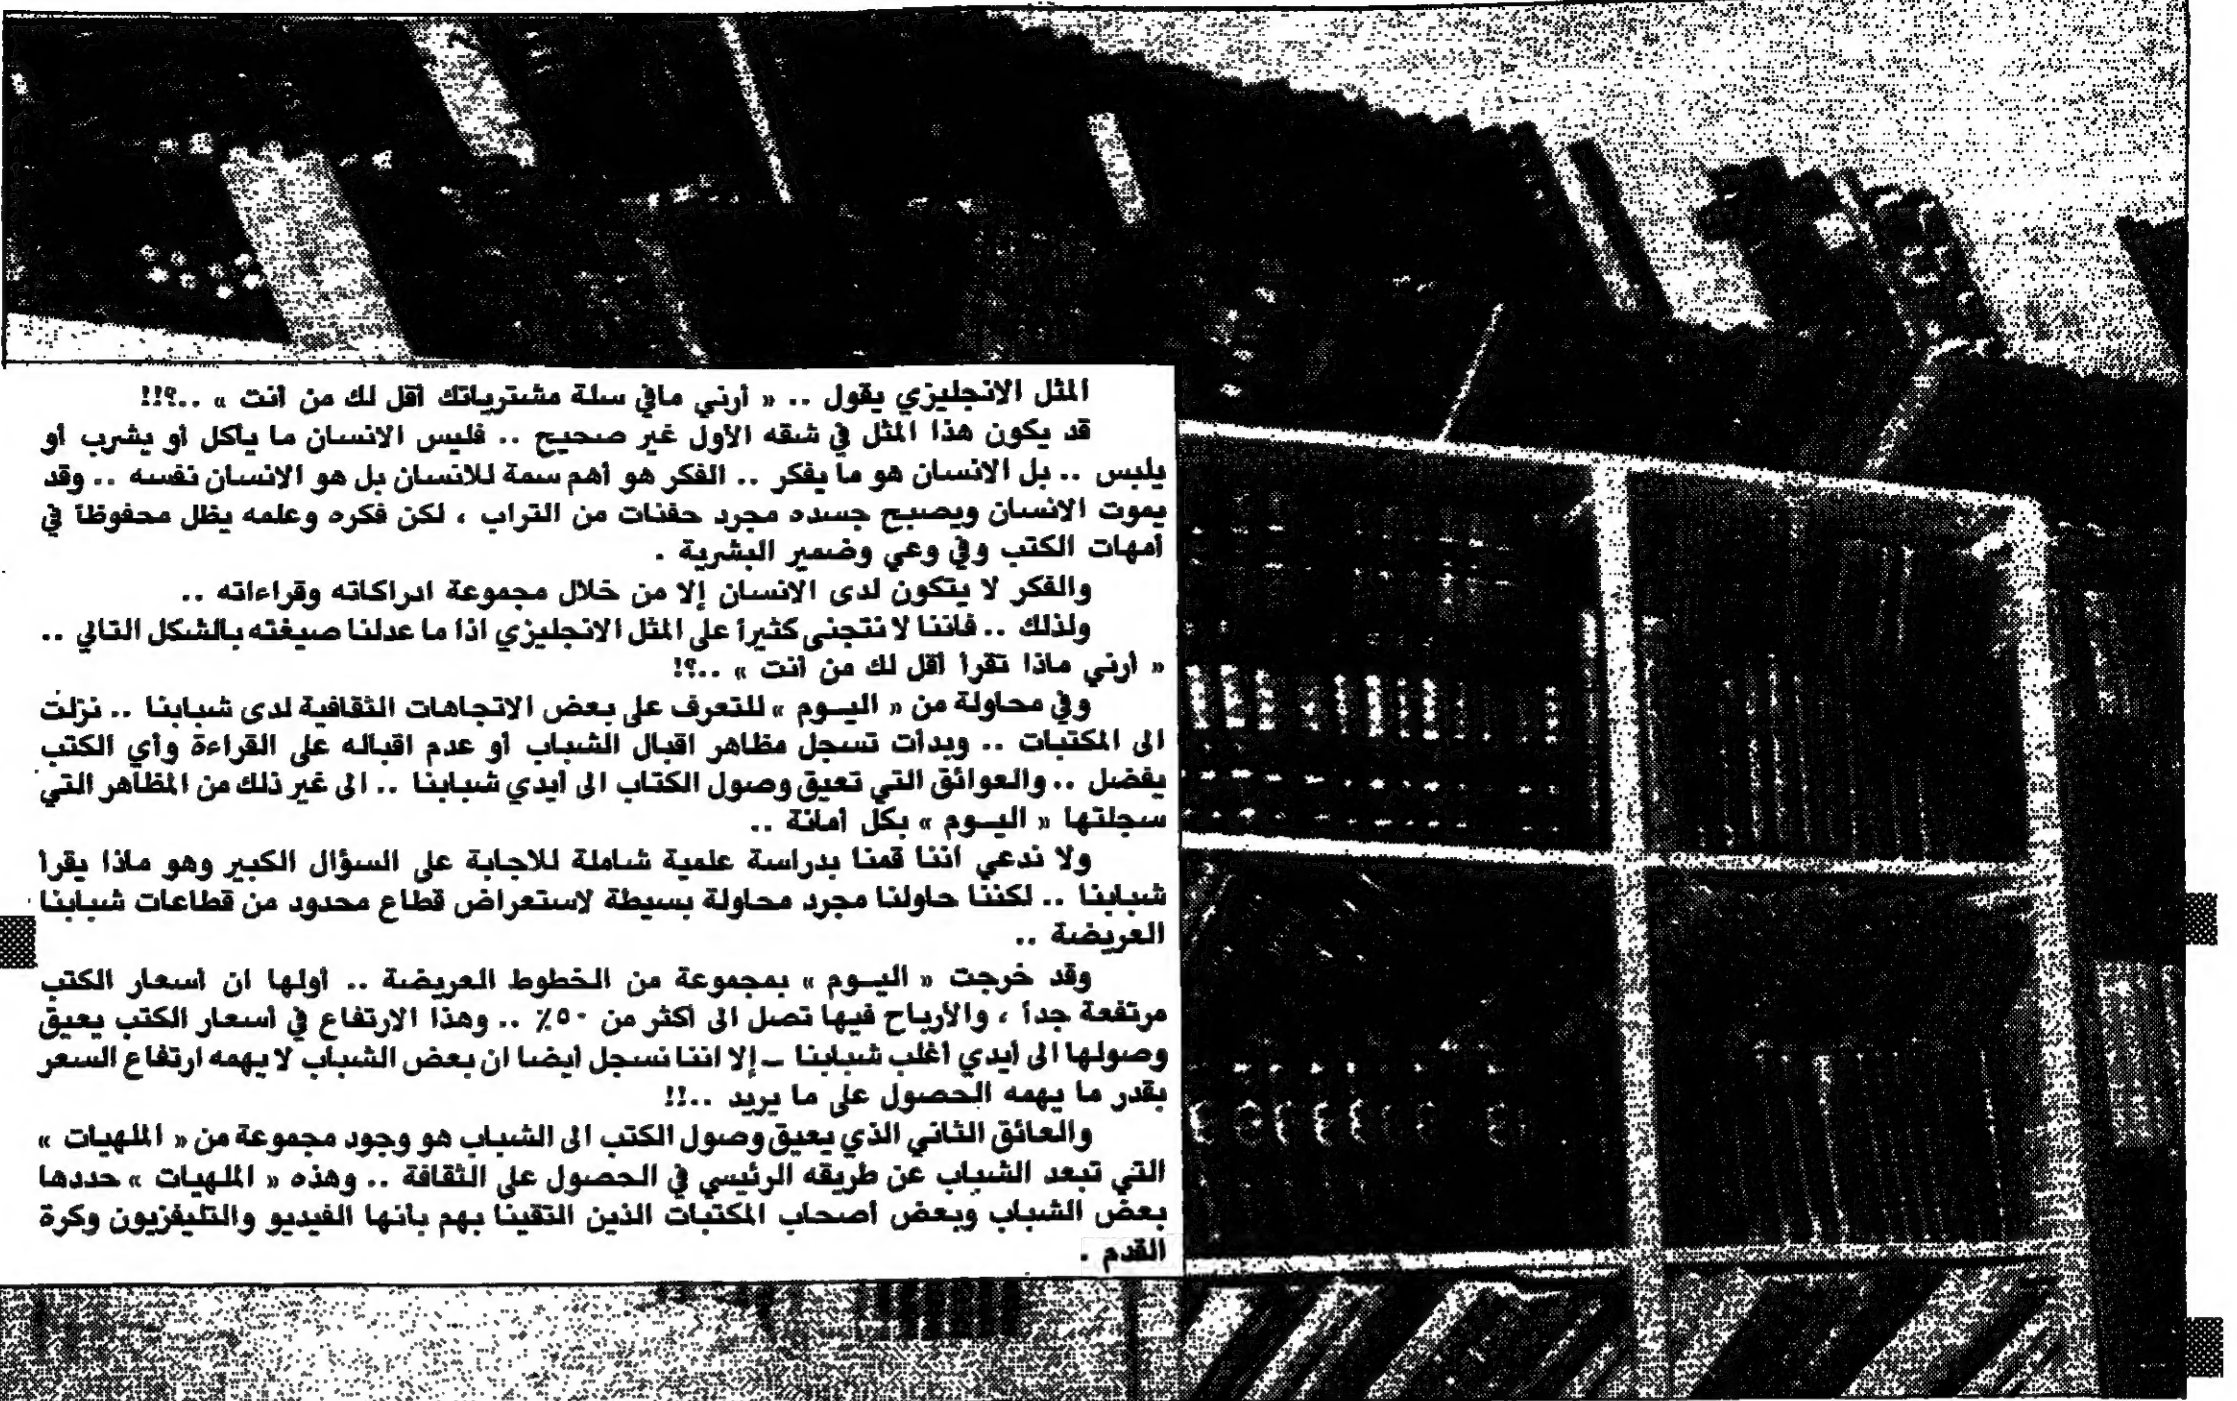 المثل الانجليزي يقول .. « أرني مافي سلة مشترياتك أقل لك من أنت » ..؟!!
قد يكون هذا المثل في شقه الأول غير صحيح .. فليس الانسان ما يأكل أو يشرب أو
يلبس .. بل الانسان هو ما يفكر .. الفكر هو أهم سمة للانسان بل هو الانسان نفسه .. وقد
يموت الانسان ويصبح جسده مجرد حفنات من التراب ، لكن فكره وعلمه يظل محفوظاً في
أمهات الكتب وفي وعي وضمير البشرية .
والفكر لا يتكون لدى الانسان إلا من خلال مجموعة ادراكاته وقراءاته ..
ولذلك .. فاننا لا نتجنى كثيراً على المثل الانجليزي اذا ما عدلنا صيغته بالشكل التالي ..
« أرني ماذا تقرأ أقل لك من أنت » ..؟!
وفي محاولة من « اليــوم » للتعرف على بعض الاتجاهات الثقافية لدى شبابنا .. نزلت
الى المكتبات .. وبدأت تسجل مظاهر اقبال الشباب أو عدم اقباله على القراءة وأي الكتب
يفضل .. والعوائق التي تعيق وصول الكتاب الى أيدي شبابنا .. الى غير ذلك من المظاهر التي
سجلتها « اليــوم » بكل أمانة ..
ولا ندعي اننا قمنا بدراسة علمية شاملة للاجابة على السؤال الكبير وهو ماذا يقرأ
شبابنا .. لكننا حاولنا مجرد محاولة بسيطة لاستعراض قطاع محدود من قطاعات شبابنا
العريضة ..
وقد خرجت « اليــوم » بمجموعة من الخطوط العريضة .. أولها ان أسعار الكتب
مرتفعة جداً ، والأرباح فيها تصل الى أكثر من ٥٠٪ .. وهذا الارتفاع في أسعار الكتب يعيق
وصولها الى أيدي أغلب شبابنا ــ إلا اننا نسجل أيضا ان بعض الشباب لا يهمه ارتفاع السعر
بقدر ما يهمه الحصول على ما يريد ..!!
والعائق الثاني الذي يعيق وصول الكتب الى الشباب هو وجود مجموعة من « الملهيات »
التي تبعد الشباب عن طريقه الرئيسي في الحصول على الثقافة .. وهذه « الملهيات » حددها
بعض الشباب وبعض أصحاب المكتبات الذين التقينا بهم بأنها الفيديو والتليفزيون وكرة
القدم .